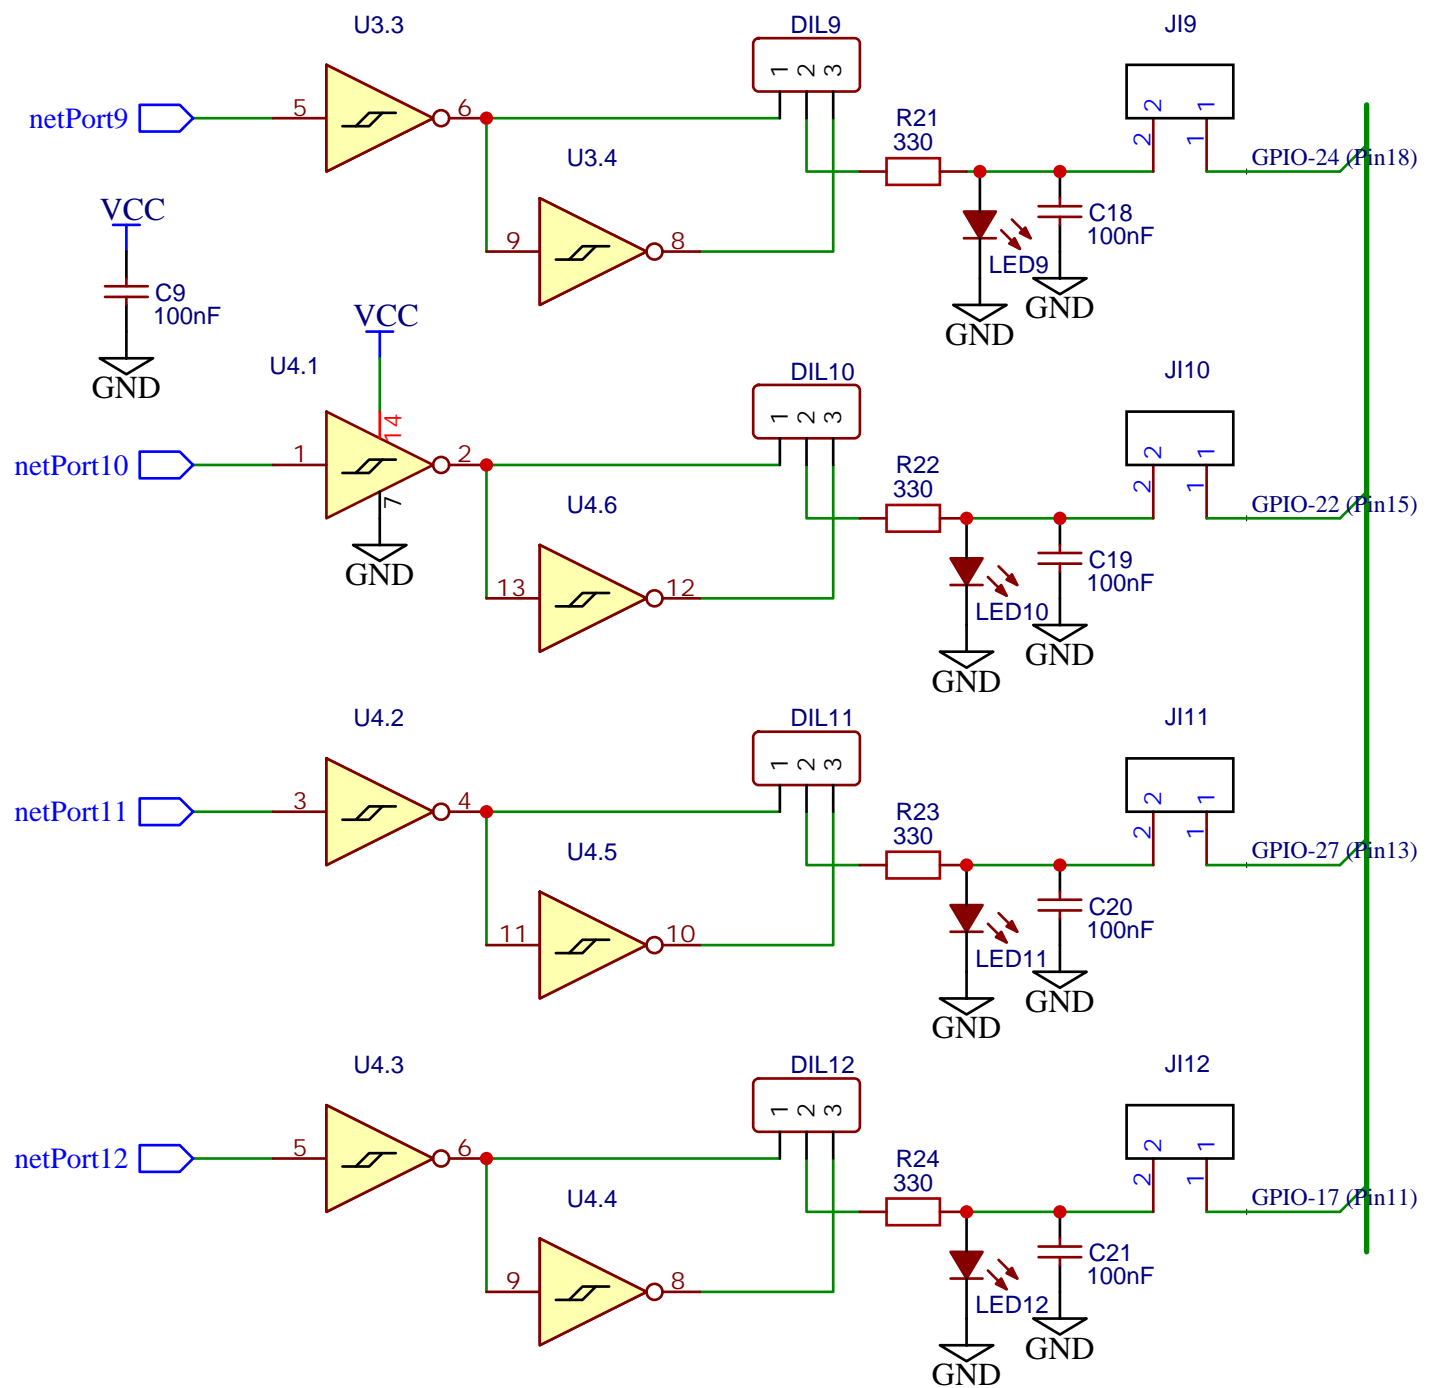 U3.3
DIL9
JI9
1 2 3
2 1
netPort9
5
6
R21
330
2
1
GPIO-24 (Pin18)
U3.4
VCC
9
8
C18
100nF
LED9
GND
GND
C9
100nF
GND
VCC
U4.1
DIL10
JI10
14
1 2 3
2 1
netPort10
1
2
R22
330
2
1
GPIO-22 (Pin15)
7
GND
U4.6
13
12
C19
100nF
LED10
GND
GND
U4.2
DIL11
JI11
1 2 3
2 1
netPort11
3
4
R23
330
2
1
GPIO-27 (Pin13)
U4.5
11
10
C20
100nF
LED11
GND
GND
U4.3
DIL12
JI12
1 2 3
2 1
netPort12
5
6
R24
330
2
1
GPIO-17 (Pin11)
U4.4
9
8
C21
100nF
LED12
GND
GND